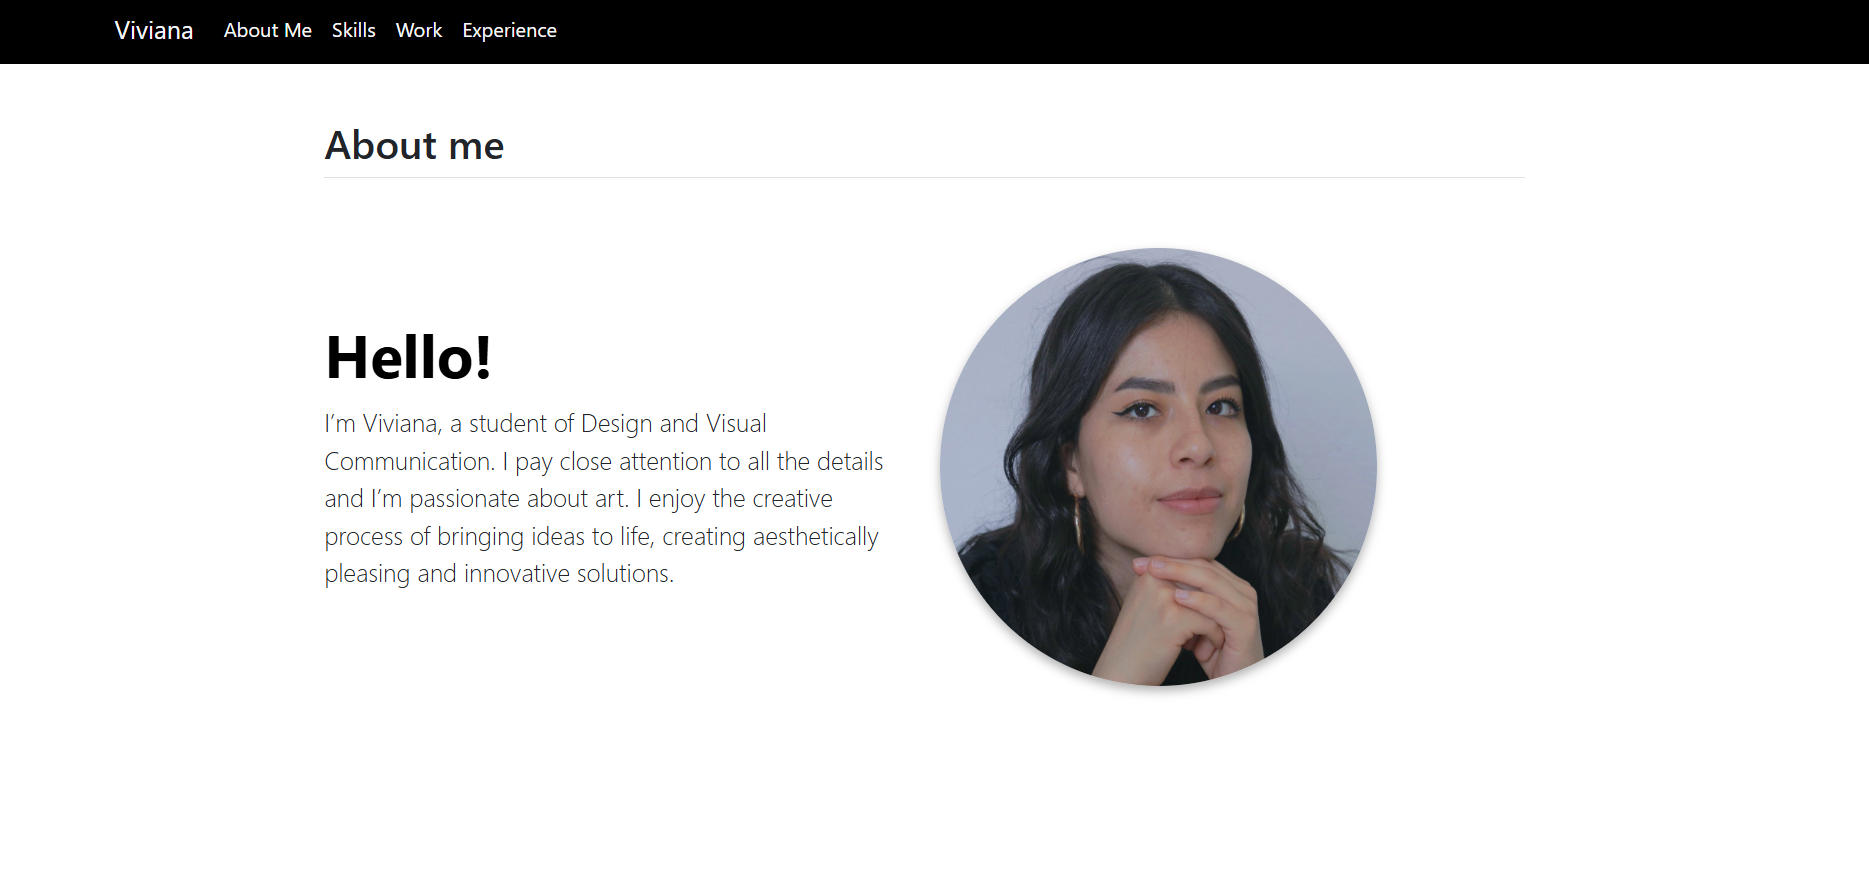 Viviana About Me Skills Work Experience
About me
Hello!
I’m Viviana, a student of Design and Visual
Communication. I pay close attention to all the details
and I’m passionate about art. I enjoy the creative
process of bringing ideas to life, creating aesthetically
pleasing and innovative solutions.